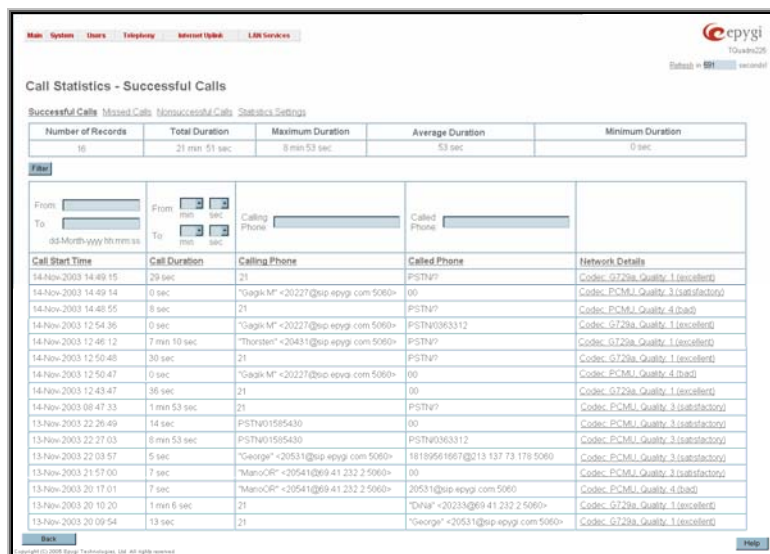 Main System Users Telephony Internet Uplink LAN Services
epygi
TQuadro225
Refresh in 591 seconds!
Call Statistics - Successful Calls
Successful Calls Missed Calls Nonsuccessful Calls Statistics Settings
Number of Records Total Duration Maximum Duration Average Duration Minimum Duration
16 21 min 51 sec 8 min 53 sec 53 sec 0 sec
Filter
From: From: min sec Calling Phone Called Phone
To: To: min sec
dd-Month-yyyy hh:mm:ss
Call Start Time Call Duration Calling Phone Called Phone Network Details
14-Nov-2003 14:49:15 29 sec 21 PSTN/? Codec: G729a, Quality: 1 (excellent)
14-Nov-2003 14:49:14 0 sec "Gagik M" <20227@sip.epygi.com:5060> 00 Codec: PCMU, Quality: 3 (satisfactory)
14-Nov-2003 14:48:55 8 sec 21 PSTN/? Codec: PCMU, Quality: 4 (bad)
14-Nov-2003 12:54:36 0 sec "Gagik M" <20227@sip.epygi.com:5060> PSTN/0363312 Codec: G729a, Quality: 1 (excellent)
14-Nov-2003 12:46:12 7 min 10 sec "Thorsten" <20431@sip.epygi.com:5060> PSTN/? Codec: G729a, Quality: 1 (excellent)
14-Nov-2003 12:50:48 30 sec 21 PSTN/? Codec: G729a, Quality: 1 (excellent)
14-Nov-2003 12:50:47 0 sec "Gagik M" <20227@sip.epygi.com:5060> 00 Codec: PCMU, Quality: 4 (bad)
14-Nov-2003 12:43:47 36 sec 21 00 Codec: G729a, Quality: 1 (excellent)
14-Nov-2003 08:47:33 1 min 53 sec 21 PSTN/? Codec: PCMU, Quality: 3 (satisfactory)
13-Nov-2003 22:26:49 14 sec PSTN/01585430 00 Codec: PCMU, Quality: 3 (satisfactory)
13-Nov-2003 22:27:03 8 min 53 sec PSTN/01585430 PSTN/0363312 Codec: PCMU, Quality: 3 (satisfactory)
13-Nov-2003 22:03:57 5 sec "George" <20531@sip.epygi.com:5060> 18189561667@213.137.73.178:5060 Codec: PCMU, Quality: 3 (satisfactory)
13-Nov-2003 21:57:00 7 sec "ManoOR" <20541@69.41.232.2:5060> 00 Codec: PCMU, Quality: 3 (satisfactory)
13-Nov-2003 20:17:01 7 sec "ManoOR" <20541@69.41.232.2:5060> 20531@sip.epygi.com:5060 Codec: PCMU, Quality: 4 (bad)
13-Nov-2003 20:10:20 1 min 6 sec 21 "DiNa" <20233@69.41.232.2:5060> Codec: G729a, Quality: 1 (excellent)
13-Nov-2003 20:09:54 13 sec 21 "George" <20531@sip.epygi.com:5060> Codec: G729a, Quality: 1 (excellent)
Back Help
Copyright (C) 2005 Epygi Technologies, Ltd. All rights reserved